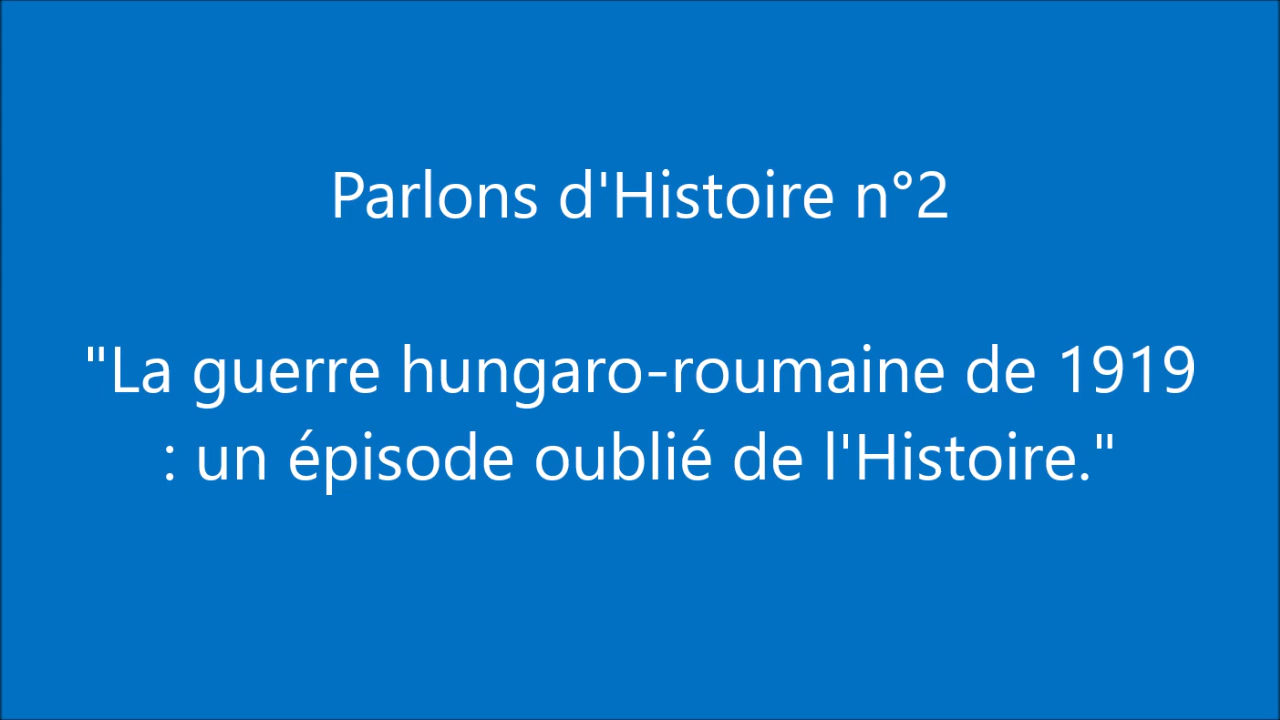 Parlons d'Histoire n°2
"La guerre hungaro-roumaine de 1919
: un épisode oublié de l'Histoire."